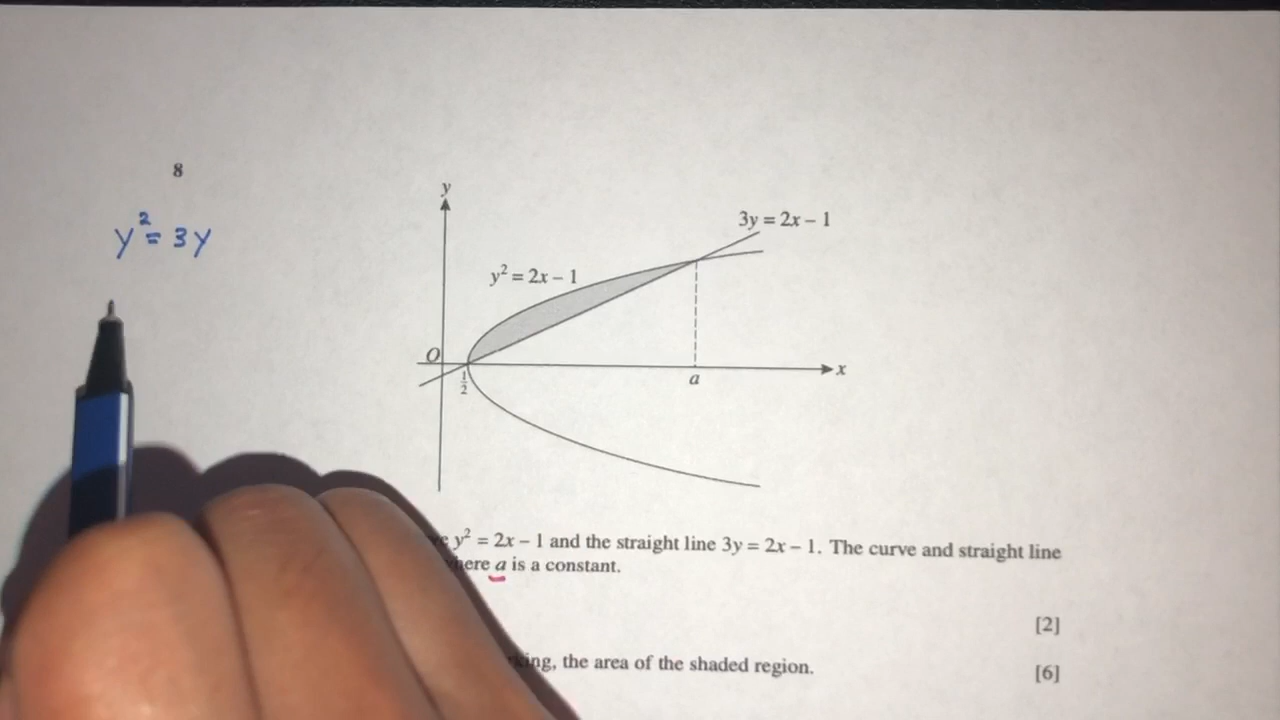 8
y² = 3y
y
3y = 2x – 1
y² = 2x – 1
O
1/2
a
x
y² = 2x – 1 and the straight line 3y = 2x – 1. The curve and straight line
a is a constant.
[2]
the area of the shaded region.
[6]